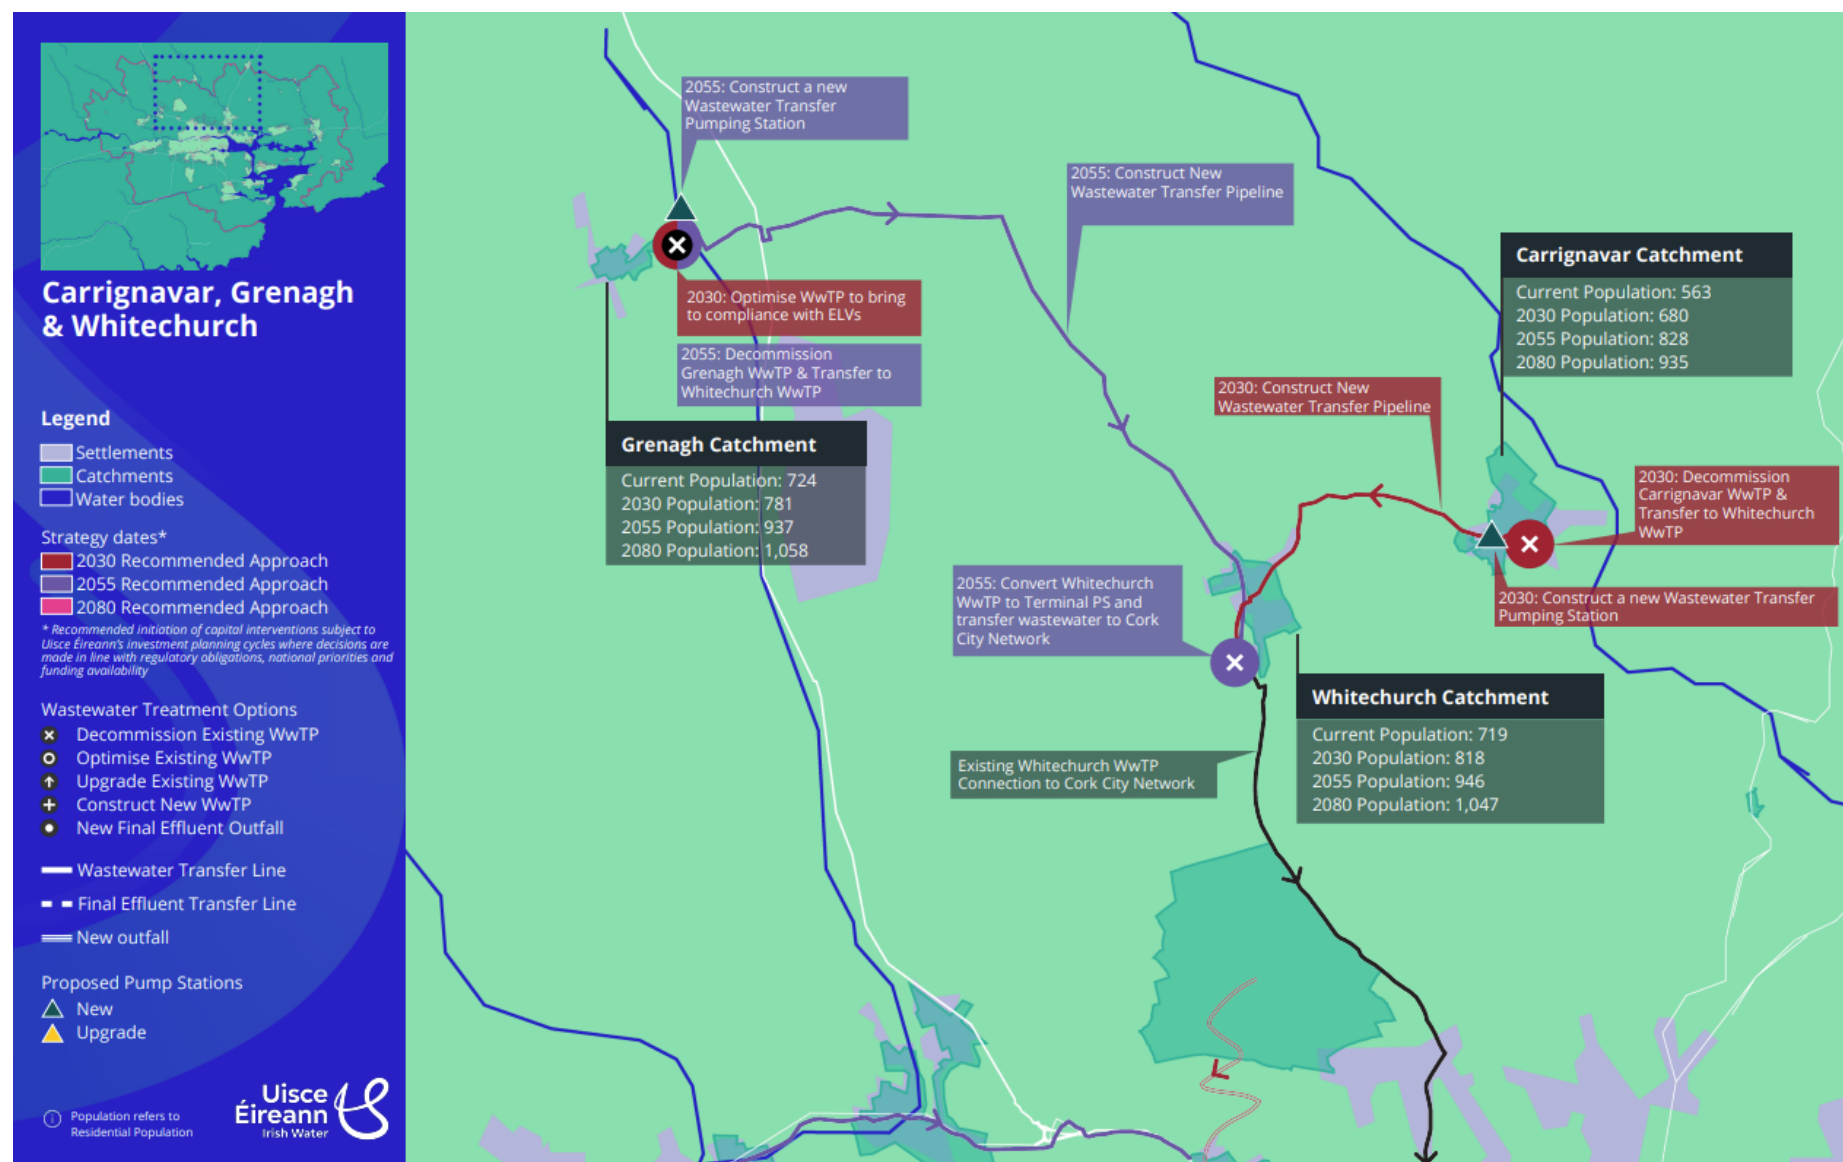 Carrignavar, Grenagh
& Whitechurch
Legend
Settlements
Catchments
Water bodies
Strategy dates*
2030 Recommended Approach
2055 Recommended Approach
2080 Recommended Approach
* Recommended initiation of capital interventions subject to
Uisce Éireann's investment planning cycles where decisions are
made in line with regulatory obligations, national priorities and
funding availability
Wastewater Treatment Options
Decommission Existing WwTP
Optimise Existing WwTP
Upgrade Existing WwTP
Construct New WwTP
New Final Effluent Outfall
Wastewater Transfer Line
Final Effluent Transfer Line
New outfall
Proposed Pump Stations
New
Upgrade
Population refers to
Residential Population
Uisce
Éireann
Irish Water
2055: Construct a new
Wastewater Transfer
Pumping Station
2055: Construct New
Wastewater Transfer Pipeline
2030: Optimise WwTP to bring
to compliance with ELVs
2055: Decommission
Grenagh WwTP & Transfer to
Whitechurch WwTP
Grenagh Catchment
Current Population: 724
2030 Population: 781
2055 Population: 937
2080 Population: 1,058
Carrignavar Catchment
Current Population: 563
2030 Population: 680
2055 Population: 828
2080 Population: 935
2030: Construct New
Wastewater Transfer Pipeline
2030: Decommission
Carrignavar WwTP &
Transfer to Whitechurch
WwTP
2030: Construct a new Wastewater Transfer
Pumping Station
2055: Convert Whitechurch
WwTP to Terminal PS and
transfer wastewater to Cork
City Network
Whitechurch Catchment
Current Population: 719
2030 Population: 818
2055 Population: 946
2080 Population: 1,047
Existing Whitechurch WwTP
Connection to Cork City Network